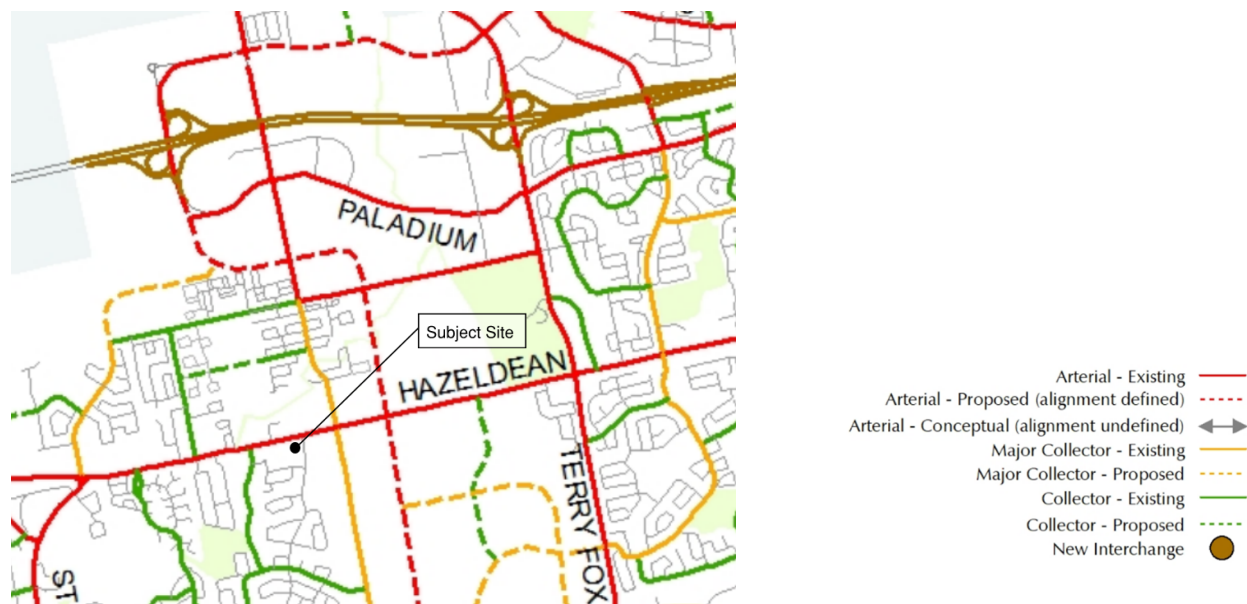 PALADIUM
Subject Site
HAZELDEAN
TERRY FOX
ST
Arterial - Existing
Arterial - Proposed (alignment defined)
Arterial - Conceptual (alignment undefined)
Major Collector - Existing
Major Collector - Proposed
Collector - Existing
Collector - Proposed
New Interchange